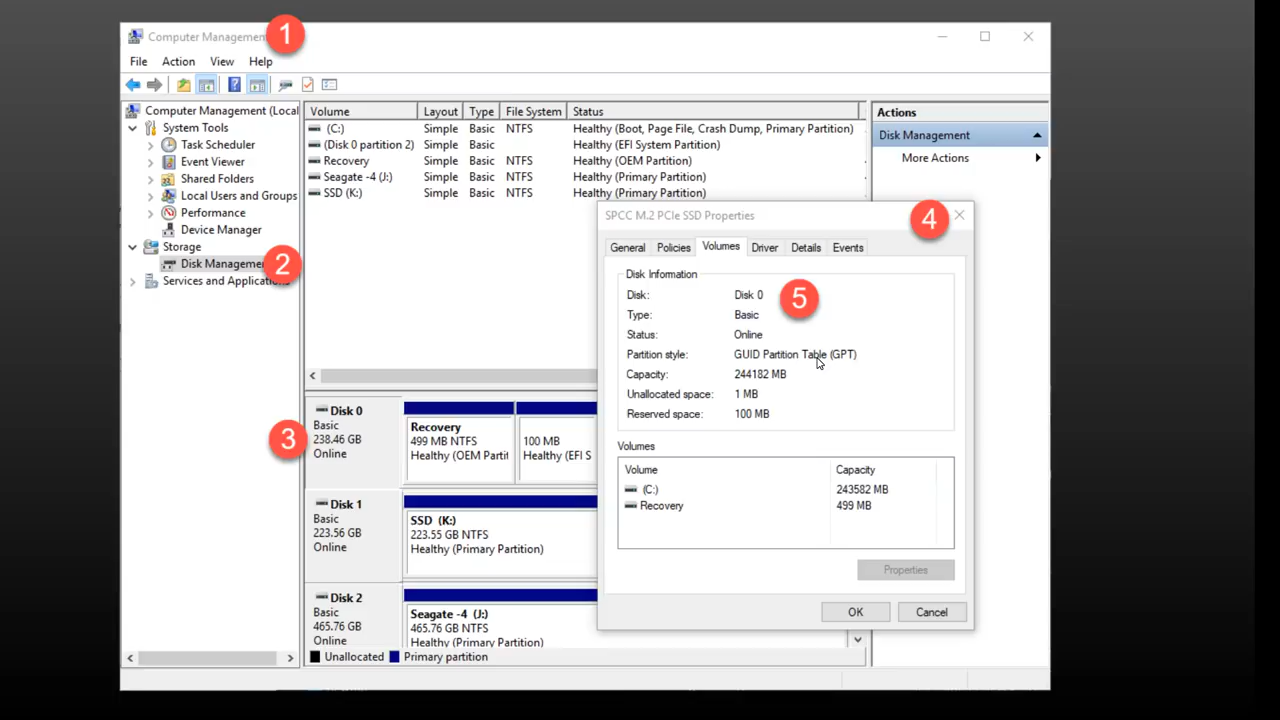 Computer Management
1
File Action View Help
Computer Management (Local
System Tools
Task Scheduler
Event Viewer
Shared Folders
Local Users and Groups
Performance
Device Manager
Storage
Disk Management
2
Services and Applications
Volume Layout Type File System Status
(C:) Simple Basic NTFS Healthy (Boot, Page File, Crash Dump, Primary Partition)
(Disk 0 partition 2) Simple Basic Healthy (EFI System Partition)
Recovery Simple Basic NTFS Healthy (OEM Partition)
Seagate -4 (J:) Simple Basic NTFS Healthy (Primary Partition)
SSD (K:) Simple Basic NTFS Healthy (Primary Partition)
Actions
Disk Management
More Actions
SPCC M.2 PCIe SSD Properties
4
General Policies Volumes Driver Details Events
Disk Information
Disk: Disk 0
5
Type: Basic
Status: Online
Partition style: GUID Partition Table (GPT)
Capacity: 244182 MB
Unallocated space: 1 MB
Reserved space: 100 MB
Volumes
Volume Capacity
(C:) 243582 MB
Recovery 499 MB
Properties
OK Cancel
3
Disk 0
Basic
238.46 GB
Online
Recovery
499 MB NTFS
Healthy (OEM Partit
100 MB
Healthy (EFI S
Disk 1
Basic
223.56 GB
Online
SSD (K:)
223.55 GB NTFS
Healthy (Primary Partition)
Disk 2
Basic
465.76 GB
Online
Seagate -4 (J:)
465.76 GB NTFS
Healthy (Primary Partition)
Unallocated Primary partition